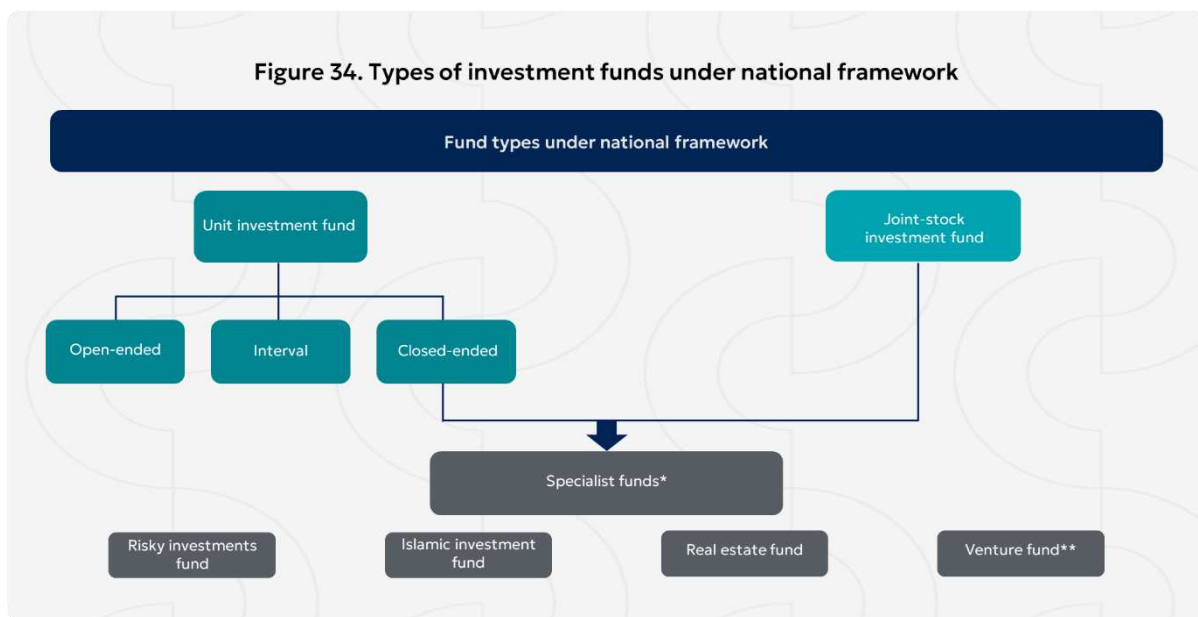 Figure 34. Types of investment funds under national framework
Fund types under national framework
Unit investment fund
Joint-stock
investment fund
Open-ended
Interval
Closed-ended
Specialist funds*
Risky investments
fund
Islamic investment
fund
Real estate fund
Venture fund**